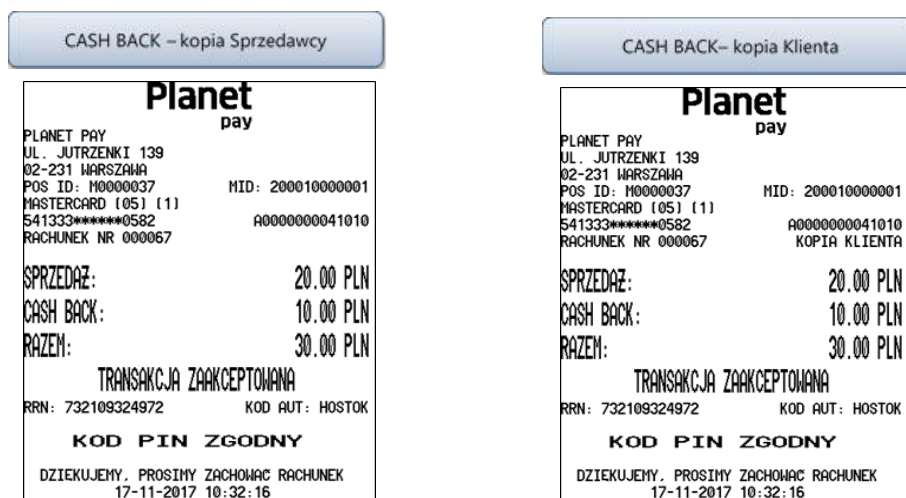 CASH BACK – kopia Sprzedawcy
Planet
pay
PLANET PAY
UL. JUTRZENKI 139
02-231 WARSZAWA
POS ID: M0000037 MID: 200010000001
MASTERCARD (05) (1)
541333******0582 A0000000041010
RACHUNEK NR 000067
SPRZEDAŻ: 20.00 PLN
CASH BACK: 10.00 PLN
RAZEM: 30.00 PLN
TRANSAKCJA ZAAKCEPTOWANA
RRN: 732109324972 KOD AUT: HOSTOK
KOD PIN ZGODNY
DZIEKUJEMY, PROSIMY ZACHOWAC RACHUNEK
17-11-2017 10:32:16
CASH BACK– kopia Klienta
Planet
pay
PLANET PAY
UL. JUTRZENKI 139
02-231 WARSZAWA
POS ID: M0000037 MID: 200010000001
MASTERCARD (05) (1)
541333******0582 A0000000041010
RACHUNEK NR 000067 KOPIA KLIENTA
SPRZEDAŻ: 20.00 PLN
CASH BACK: 10.00 PLN
RAZEM: 30.00 PLN
TRANSAKCJA ZAAKCEPTOWANA
RRN: 732109324972 KOD AUT: HOSTOK
KOD PIN ZGODNY
DZIEKUJEMY, PROSIMY ZACHOWAC RACHUNEK
17-11-2017 10:32:16